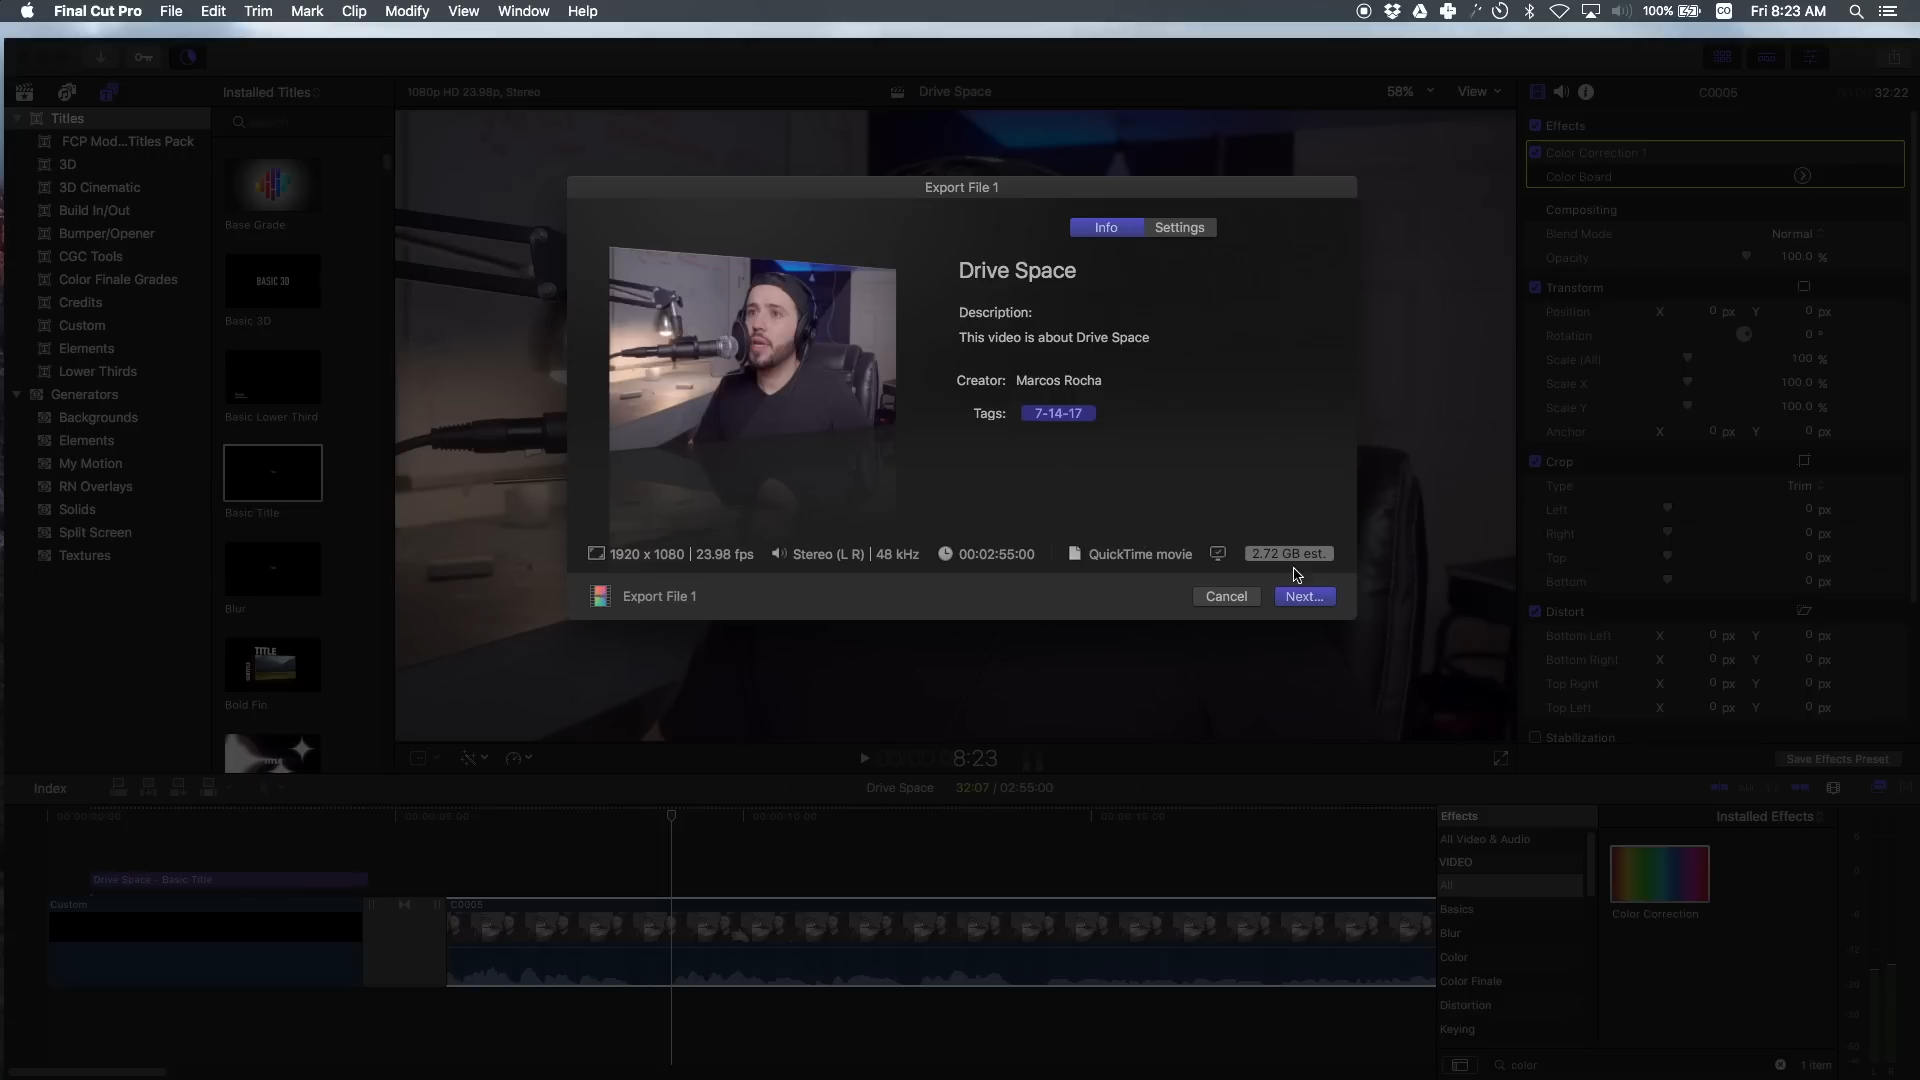 Final Cut Pro File Edit Trim Mark Clip Modify View Window Help
100% Fri 8:23 AM
Installed Titles
1080p HD 23.98p, Stereo
Drive Space
58% View
C0005
32:22
Titles
FCP Mod...Titles Pack
3D
3D Cinematic
Build In/Out
Bumper/Opener
CGC Tools
Color Finale Grades
Credits
Custom
Elements
Lower Thirds
Generators
Backgrounds
Elements
My Motion
RN Overlays
Solids
Split Screen
Textures
Search
Base Grade
BASIC 3D
Basic 3D
Basic Lower Third
Basic Title
Blur
TITLE
Bold Fin
Export File 1
Info Settings
Drive Space
Description:
This video is about Drive Space
Creator: Marcos Rocha
Tags: 7-14-17
1920 x 1080 | 23.98 fps Stereo (L R) | 48 kHz 00:02:55:00 QuickTime movie 2.72 GB est.
Export File 1 Cancel Next...
Effects
Color Correction 1
Color Board
Compositing
Blend Mode Normal
Opacity 100.0 %
Transform
Position X 0 px Y 0 px
Rotation 0 °
Scale (All) 100 %
Scale X 100.0 %
Scale Y 100.0 %
Anchor X 0 px Y 0 px
Crop
Type Trim
Left 0 px
Right 0 px
Top 0 px
Bottom 0 px
Distort
Bottom Left X 0 px Y 0 px
Bottom Right X 0 px Y 0 px
Top Right X 0 px Y 0 px
Top Left X 0 px Y 0 px
Stabilization
Save Effects Preset
8:23
Index
Drive Space 32:07 / 02:55:00
00:00:00:00 00:00:05:00 00:00:10:00 00:00:15:00
Drive Space - Basic Title
Custom
C0005
Effects
Installed Effects
All Video & Audio
VIDEO
All
Basics
Blur
Color
Color Finale
Distortion
Keying
Color Correction
color
1 item